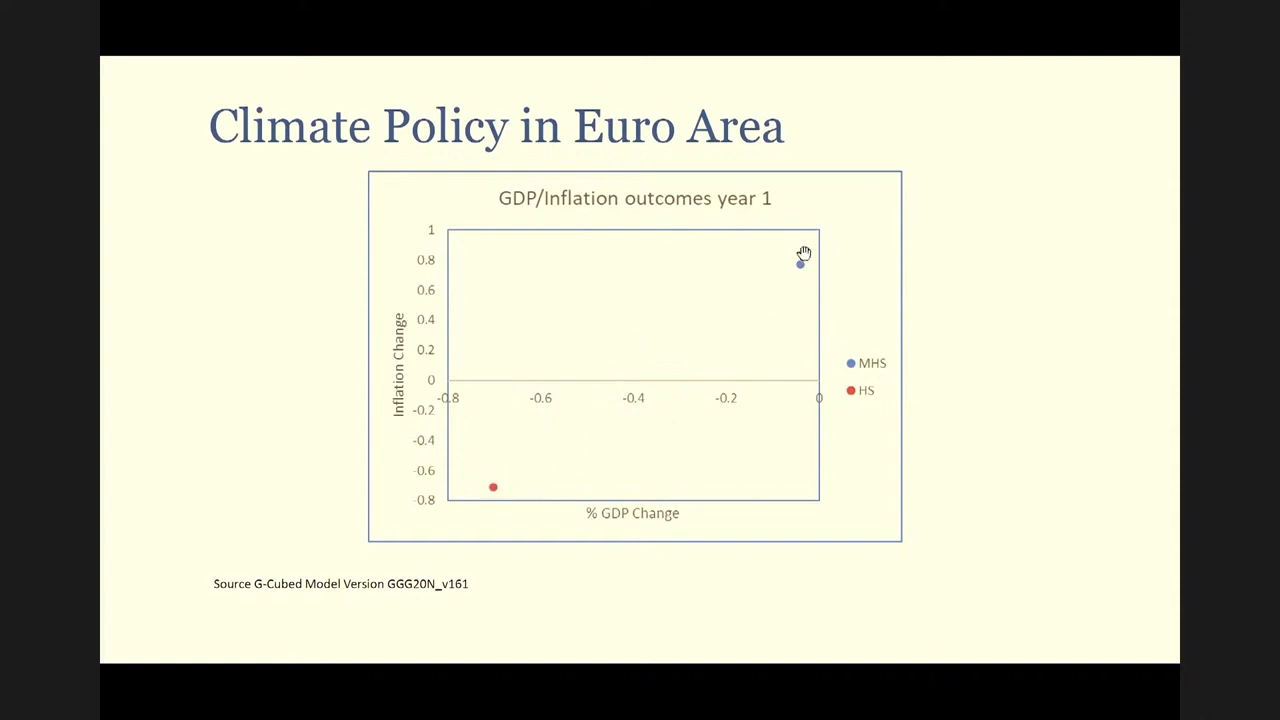 Climate Policy in Euro Area
GDP/Inflation outcomes year 1
1
0.8
0.6
0.4
0.2
0
-0.2
-0.4
-0.6
-0.8
Inflation Change
-0.8
-0.6
-0.4
-0.2
0
% GDP Change
MHS
HS
Source G-Cubed Model Version GGG20N_v161